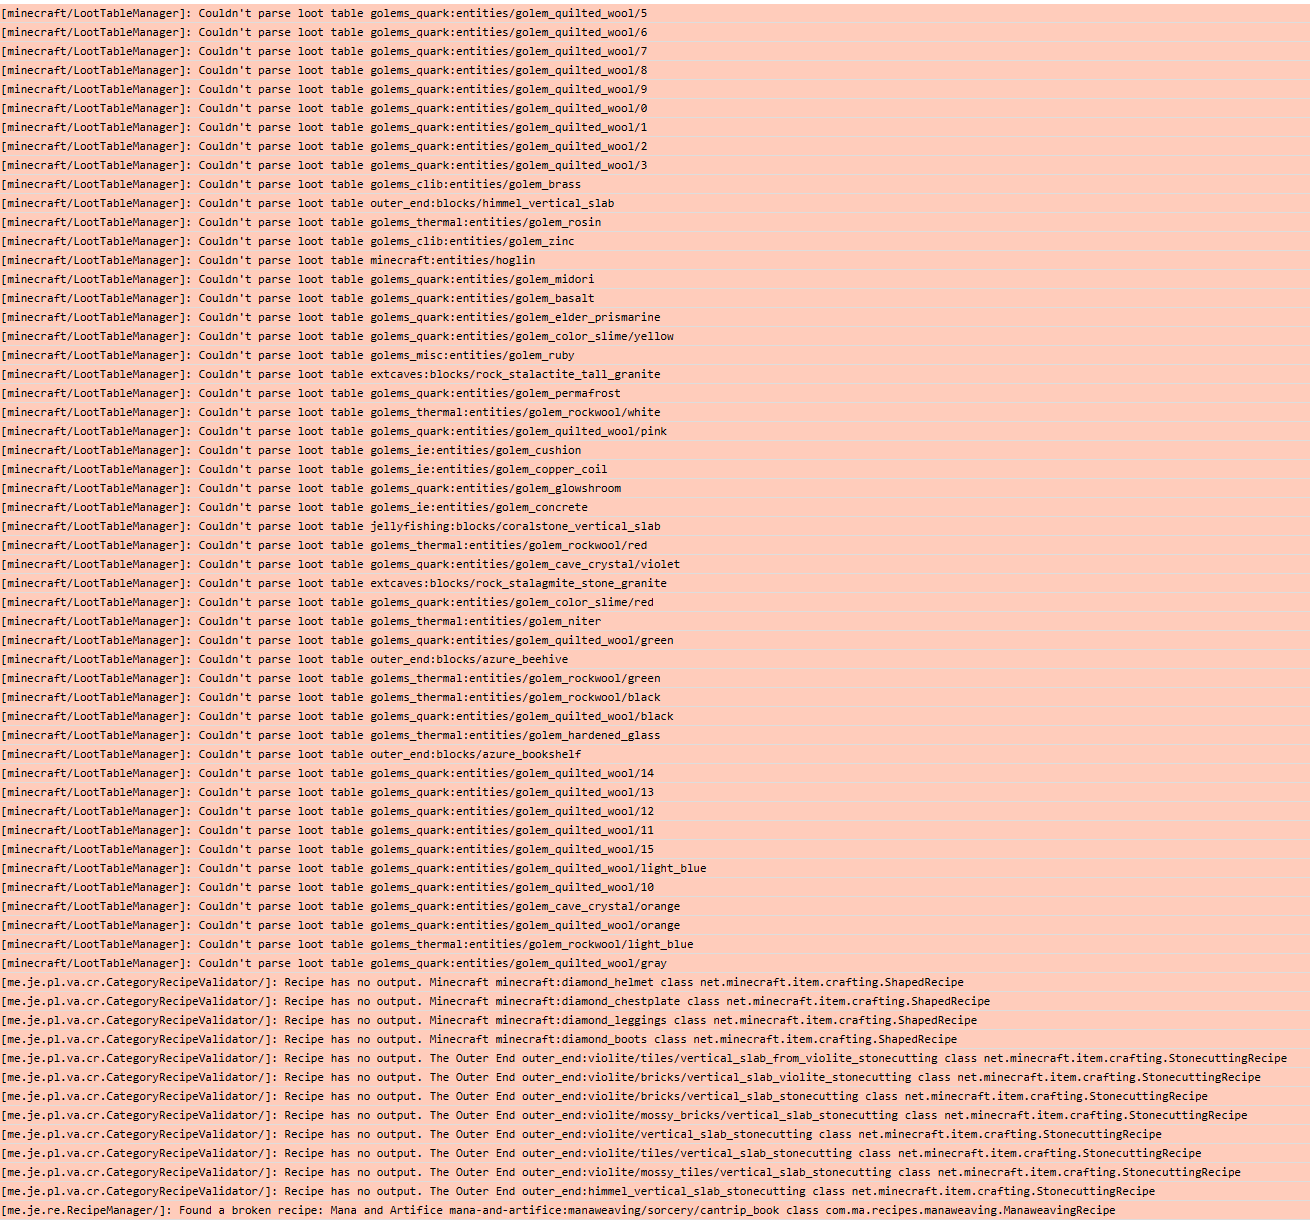 [minecraft/LootTableManager]: Couldn't parse loot table golems_quark:entities/golem_quilted_wool/5
[minecraft/LootTableManager]: Couldn't parse loot table golems_quark:entities/golem_quilted_wool/6
[minecraft/LootTableManager]: Couldn't parse loot table golems_quark:entities/golem_quilted_wool/7
[minecraft/LootTableManager]: Couldn't parse loot table golems_quark:entities/golem_quilted_wool/8
[minecraft/LootTableManager]: Couldn't parse loot table golems_quark:entities/golem_quilted_wool/9
[minecraft/LootTableManager]: Couldn't parse loot table golems_quark:entities/golem_quilted_wool/0
[minecraft/LootTableManager]: Couldn't parse loot table golems_quark:entities/golem_quilted_wool/1
[minecraft/LootTableManager]: Couldn't parse loot table golems_quark:entities/golem_quilted_wool/2
[minecraft/LootTableManager]: Couldn't parse loot table golems_quark:entities/golem_quilted_wool/3
[minecraft/LootTableManager]: Couldn't parse loot table golems_clib:entities/golem_brass
[minecraft/LootTableManager]: Couldn't parse loot table outer_end:blocks/himmel_vertical_slab
[minecraft/LootTableManager]: Couldn't parse loot table golems_thermal:entities/golem_rosin
[minecraft/LootTableManager]: Couldn't parse loot table golems_clib:entities/golem_zinc
[minecraft/LootTableManager]: Couldn't parse loot table minecraft:entities/hoglin
[minecraft/LootTableManager]: Couldn't parse loot table golems_quark:entities/golem_midori
[minecraft/LootTableManager]: Couldn't parse loot table golems_quark:entities/golem_basalt
[minecraft/LootTableManager]: Couldn't parse loot table golems_quark:entities/golem_elder_prismarine
[minecraft/LootTableManager]: Couldn't parse loot table golems_quark:entities/golem_color_slime/yellow
[minecraft/LootTableManager]: Couldn't parse loot table golems_misc:entities/golem_ruby
[minecraft/LootTableManager]: Couldn't parse loot table extcaves:blocks/rock_stalactite_tall_granite
[minecraft/LootTableManager]: Couldn't parse loot table golems_quark:entities/golem_permafrost
[minecraft/LootTableManager]: Couldn't parse loot table golems_thermal:entities/golem_rockwool/white
[minecraft/LootTableManager]: Couldn't parse loot table golems_quark:entities/golem_quilted_wool/pink
[minecraft/LootTableManager]: Couldn't parse loot table golems_ie:entities/golem_cushion
[minecraft/LootTableManager]: Couldn't parse loot table golems_ie:entities/golem_copper_coil
[minecraft/LootTableManager]: Couldn't parse loot table golems_quark:entities/golem_glowshroom
[minecraft/LootTableManager]: Couldn't parse loot table golems_ie:entities/golem_concrete
[minecraft/LootTableManager]: Couldn't parse loot table jellyfishing:blocks/coralstone_vertical_slab
[minecraft/LootTableManager]: Couldn't parse loot table golems_thermal:entities/golem_rockwool/red
[minecraft/LootTableManager]: Couldn't parse loot table golems_quark:entities/golem_cave_crystal/violet
[minecraft/LootTableManager]: Couldn't parse loot table extcaves:blocks/rock_stalagmite_stone_granite
[minecraft/LootTableManager]: Couldn't parse loot table golems_quark:entities/golem_color_slime/red
[minecraft/LootTableManager]: Couldn't parse loot table golems_thermal:entities/golem_niter
[minecraft/LootTableManager]: Couldn't parse loot table golems_quark:entities/golem_quilted_wool/green
[minecraft/LootTableManager]: Couldn't parse loot table outer_end:blocks/azure_beehive
[minecraft/LootTableManager]: Couldn't parse loot table golems_thermal:entities/golem_rockwool/green
[minecraft/LootTableManager]: Couldn't parse loot table golems_thermal:entities/golem_rockwool/black
[minecraft/LootTableManager]: Couldn't parse loot table golems_quark:entities/golem_quilted_wool/black
[minecraft/LootTableManager]: Couldn't parse loot table golems_thermal:entities/golem_hardened_glass
[minecraft/LootTableManager]: Couldn't parse loot table outer_end:blocks/azure_bookshelf
[minecraft/LootTableManager]: Couldn't parse loot table golems_quark:entities/golem_quilted_wool/14
[minecraft/LootTableManager]: Couldn't parse loot table golems_quark:entities/golem_quilted_wool/13
[minecraft/LootTableManager]: Couldn't parse loot table golems_quark:entities/golem_quilted_wool/12
[minecraft/LootTableManager]: Couldn't parse loot table golems_quark:entities/golem_quilted_wool/11
[minecraft/LootTableManager]: Couldn't parse loot table golems_quark:entities/golem_quilted_wool/15
[minecraft/LootTableManager]: Couldn't parse loot table golems_quark:entities/golem_quilted_wool/light_blue
[minecraft/LootTableManager]: Couldn't parse loot table golems_quark:entities/golem_quilted_wool/10
[minecraft/LootTableManager]: Couldn't parse loot table golems_quark:entities/golem_cave_crystal/orange
[minecraft/LootTableManager]: Couldn't parse loot table golems_quark:entities/golem_quilted_wool/orange
[minecraft/LootTableManager]: Couldn't parse loot table golems_thermal:entities/golem_rockwool/light_blue
[minecraft/LootTableManager]: Couldn't parse loot table golems_quark:entities/golem_quilted_wool/gray
[me.je.pl.va.cr.CategoryRecipeValidator/]: Recipe has no output. Minecraft minecraft:diamond_helmet class net.minecraft.item.crafting.ShapedRecipe
[me.je.pl.va.cr.CategoryRecipeValidator/]: Recipe has no output. Minecraft minecraft:diamond_chestplate class net.minecraft.item.crafting.ShapedRecipe
[me.je.pl.va.cr.CategoryRecipeValidator/]: Recipe has no output. Minecraft minecraft:diamond_leggings class net.minecraft.item.crafting.ShapedRecipe
[me.je.pl.va.cr.CategoryRecipeValidator/]: Recipe has no output. Minecraft minecraft:diamond_boots class net.minecraft.item.crafting.ShapedRecipe
[me.je.pl.va.cr.CategoryRecipeValidator/]: Recipe has no output. The Outer End outer_end:violite/tiles/vertical_slab_from_violite_stonecutting class net.minecraft.item.crafting.StonecuttingRecipe
[me.je.pl.va.cr.CategoryRecipeValidator/]: Recipe has no output. The Outer End outer_end:violite/bricks/vertical_slab_violite_stonecutting class net.minecraft.item.crafting.StonecuttingRecipe
[me.je.pl.va.cr.CategoryRecipeValidator/]: Recipe has no output. The Outer End outer_end:violite/bricks/vertical_slab_stonecutting class net.minecraft.item.crafting.StonecuttingRecipe
[me.je.pl.va.cr.CategoryRecipeValidator/]: Recipe has no output. The Outer End outer_end:violite/mossy_bricks/vertical_slab_stonecutting class net.minecraft.item.crafting.StonecuttingRecipe
[me.je.pl.va.cr.CategoryRecipeValidator/]: Recipe has no output. The Outer End outer_end:violite/vertical_slab_stonecutting class net.minecraft.item.crafting.StonecuttingRecipe
[me.je.pl.va.cr.CategoryRecipeValidator/]: Recipe has no output. The Outer End outer_end:violite/tiles/vertical_slab_stonecutting class net.minecraft.item.crafting.StonecuttingRecipe
[me.je.pl.va.cr.CategoryRecipeValidator/]: Recipe has no output. The Outer End outer_end:violite/mossy_tiles/vertical_slab_stonecutting class net.minecraft.item.crafting.StonecuttingRecipe
[me.je.pl.va.cr.CategoryRecipeValidator/]: Recipe has no output. The Outer End outer_end:himmel_vertical_slab_stonecutting class net.minecraft.item.crafting.StonecuttingRecipe
[me.je.re.RecipeManager/]: Found a broken recipe: Mana and Artifice mana-and-artifice:manaweaving/sorcery/cantrip_book class com.ma.recipes.manaweaving.ManaweavingRecipe